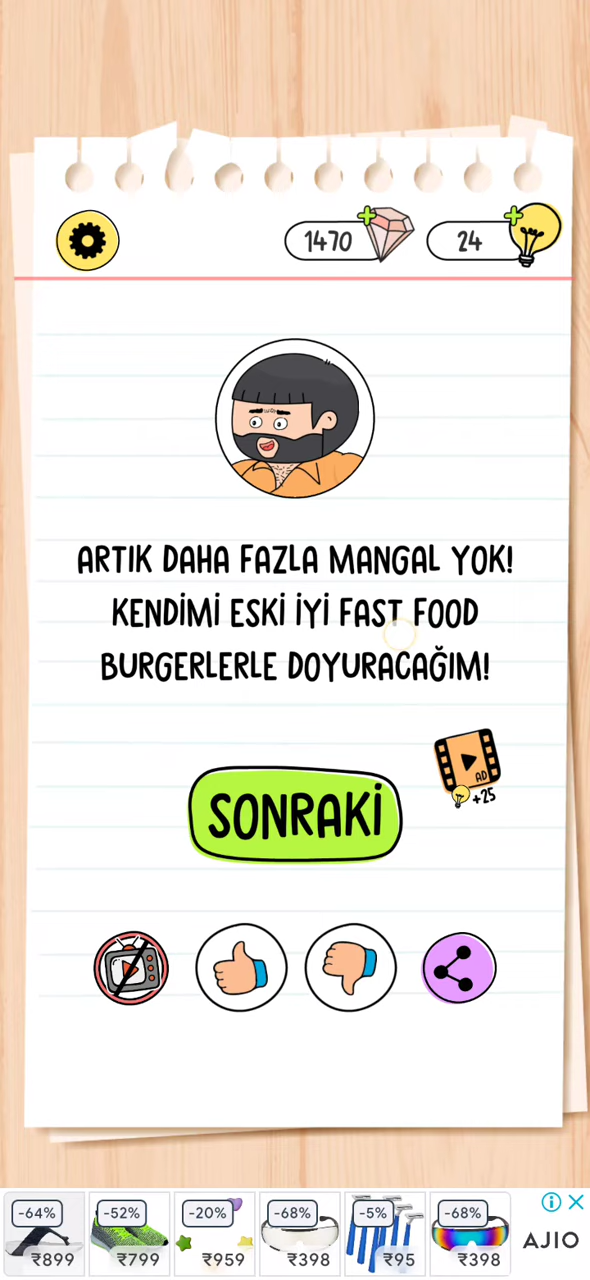 1470
24
ARTIK DAHA FAZLA MANGAL YOK!
KENDİMİ ESKİ İYİ FAST FOOD
BURGERLERLE DOYURACAĞIM!
AD
+25
SONRAKİ
-64%
₹899
-52%
₹799
-20%
₹959
-68%
₹398
-5%
₹95
-68%
₹398
AJIO